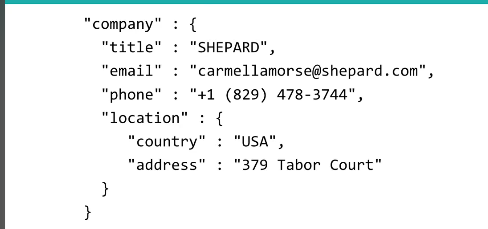 "company" : {
"title" : "SHEPARD",
"email" : "carmellamorse@shepard.com",
"phone" : "+1 (829) 478-3744",
"location" : {
"country" : "USA",
"address" : "379 Tabor Court"
}
}